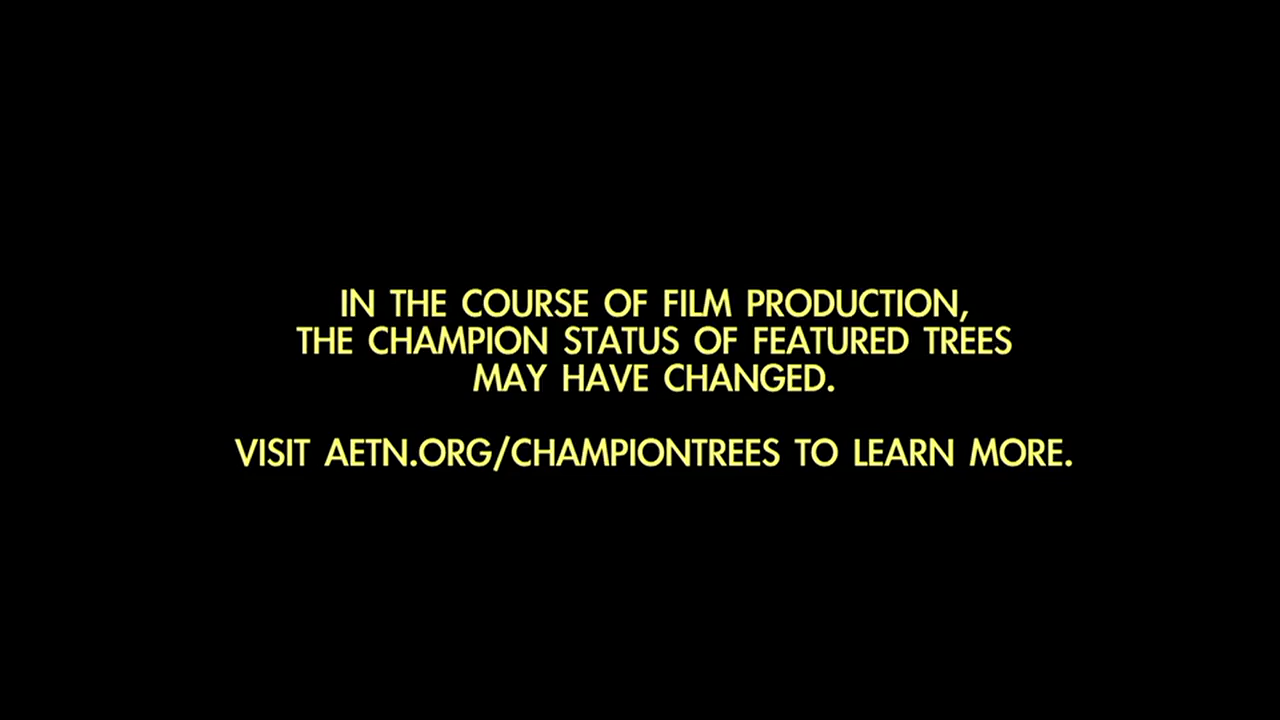 IN THE COURSE OF FILM PRODUCTION,
THE CHAMPION STATUS OF FEATURED TREES
MAY HAVE CHANGED.
VISIT AETN.ORG/CHAMPIONTREES TO LEARN MORE.